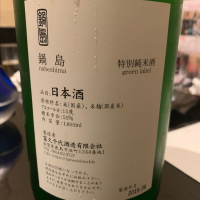 鍋島
鍋島
nabeshima
特別純米酒
green label
品目 日本酒
原材料名:米(国産)、米麹(国産米)
アルコール分:15度
精米歩合:55%
内容量:1,800ml
製造者
富久千代酒造有限会社